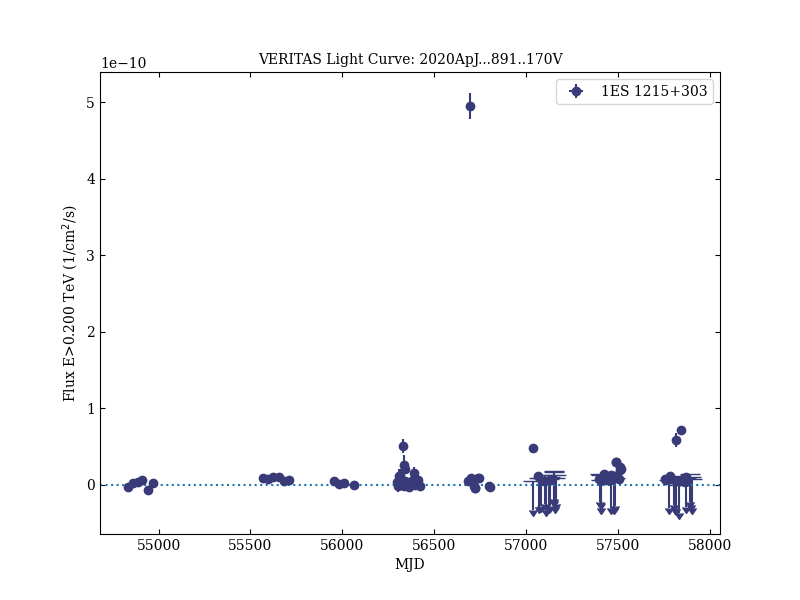 VERITAS Light Curve: 2020ApJ...891..170V
1e−10
1ES 1215+303
5
4
3
2
1
0
Flux E>0.200 TeV (1/cm²/s)
55000 55500 56000 56500 57000 57500 58000
MJD